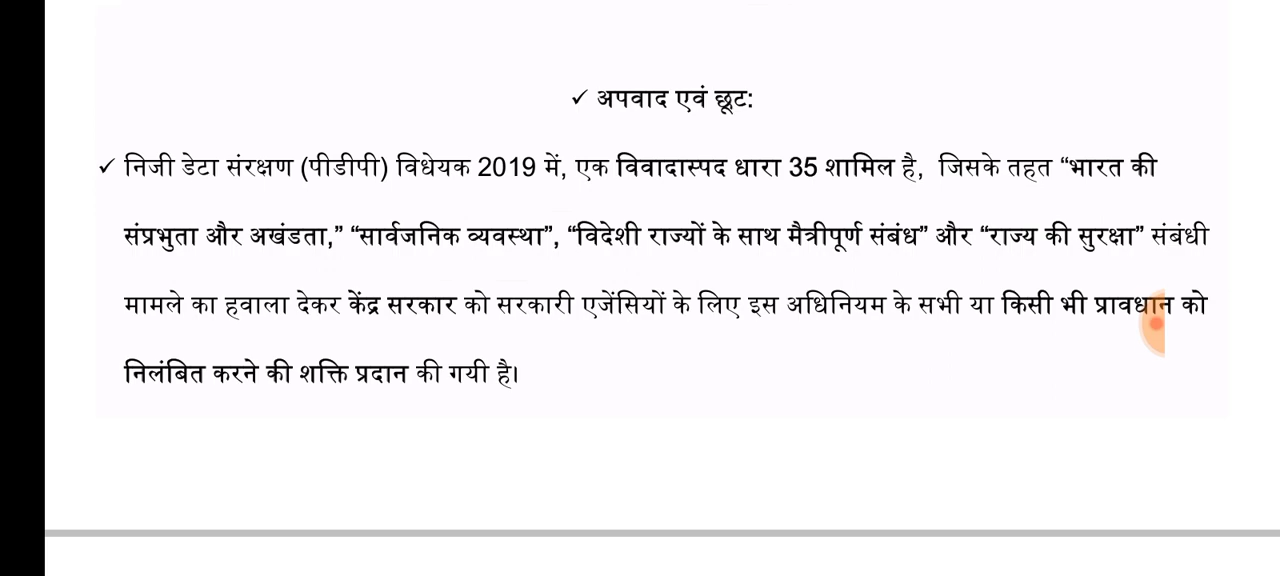 ✓ अपवाद एवं छूट:
✓ निजी डेटा संरक्षण (पीडीपी) विधेयक 2019 में, एक विवादास्पद धारा 35 शामिल है, जिसके तहत “भारत की
संप्रभुता और अखंडता,” “सार्वजनिक व्यवस्था”, “विदेशी राज्यों के साथ मैत्रीपूर्ण संबंध” और “राज्य की सुरक्षा” संबंधी
मामले का हवाला देकर केंद्र सरकार को सरकारी एजेंसियों के लिए इस अधिनियम के सभी या किसी भी प्रावधान को
निलंबित करने की शक्ति प्रदान की गयी है।